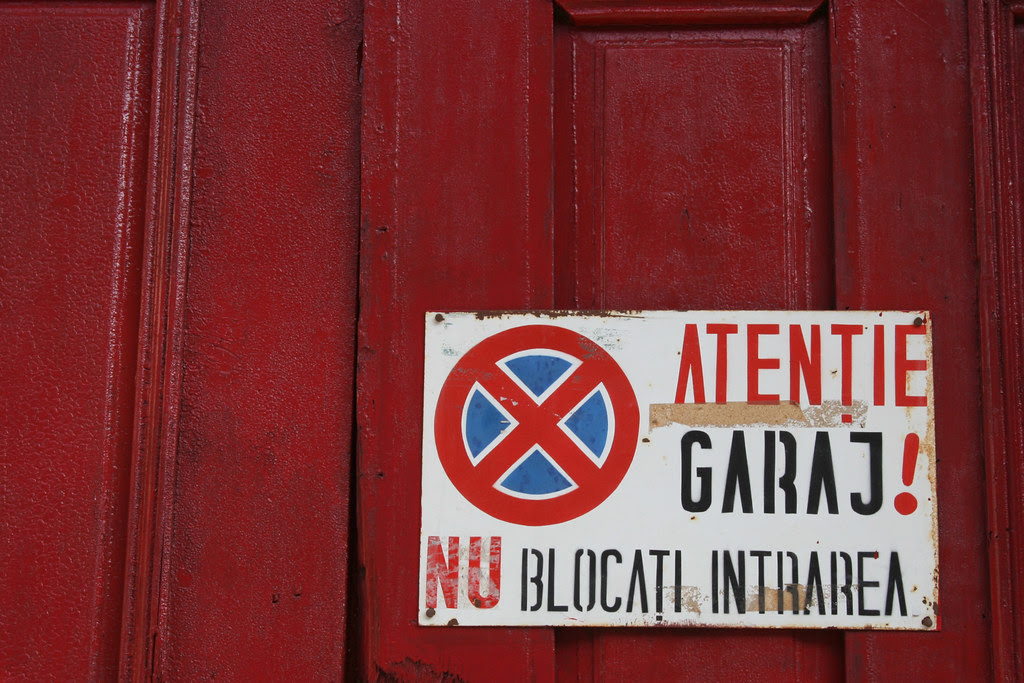 ATENȚIE
GARAJ!
NU BLOCAȚI INTRAREA